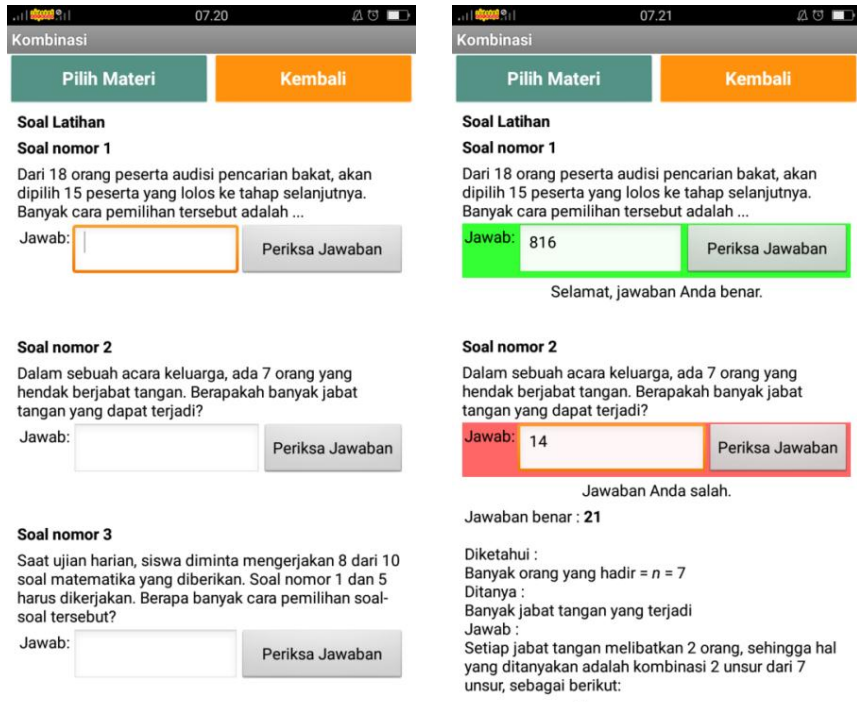 07.20
Kombinasi
Pilih Materi
Kembali
Soal Latihan
Soal nomor 1
Dari 18 orang peserta audisi pencarian bakat, akan
dipilih 15 peserta yang lolos ke tahap selanjutnya.
Banyak cara pemilihan tersebut adalah ...
Jawab:
Periksa Jawaban
Soal nomor 2
Dalam sebuah acara keluarga, ada 7 orang yang
hendak berjabat tangan. Berapakah banyak jabat
tangan yang dapat terjadi?
Jawab:
Periksa Jawaban
Soal nomor 3
Saat ujian harian, siswa diminta mengerjakan 8 dari 10
soal matematika yang diberikan. Soal nomor 1 dan 5
harus dikerjakan. Berapa banyak cara pemilihan soal-
soal tersebut?
Jawab:
Periksa Jawaban
07.21
Kombinasi
Pilih Materi
Kembali
Soal Latihan
Soal nomor 1
Dari 18 orang peserta audisi pencarian bakat, akan
dipilih 15 peserta yang lolos ke tahap selanjutnya.
Banyak cara pemilihan tersebut adalah ...
Jawab: 816
Periksa Jawaban
Selamat, jawaban Anda benar.
Soal nomor 2
Dalam sebuah acara keluarga, ada 7 orang yang
hendak berjabat tangan. Berapakah banyak jabat
tangan yang dapat terjadi?
Jawab: 14
Periksa Jawaban
Jawaban Anda salah.
Jawaban benar : 21
Diketahui :
Banyak orang yang hadir = n = 7
Ditanya :
Banyak jabat tangan yang terjadi
Jawab :
Setiap jabat tangan melibatkan 2 orang, sehingga hal
yang ditanyakan adalah kombinasi 2 unsur dari 7
unsur, sebagai berikut: